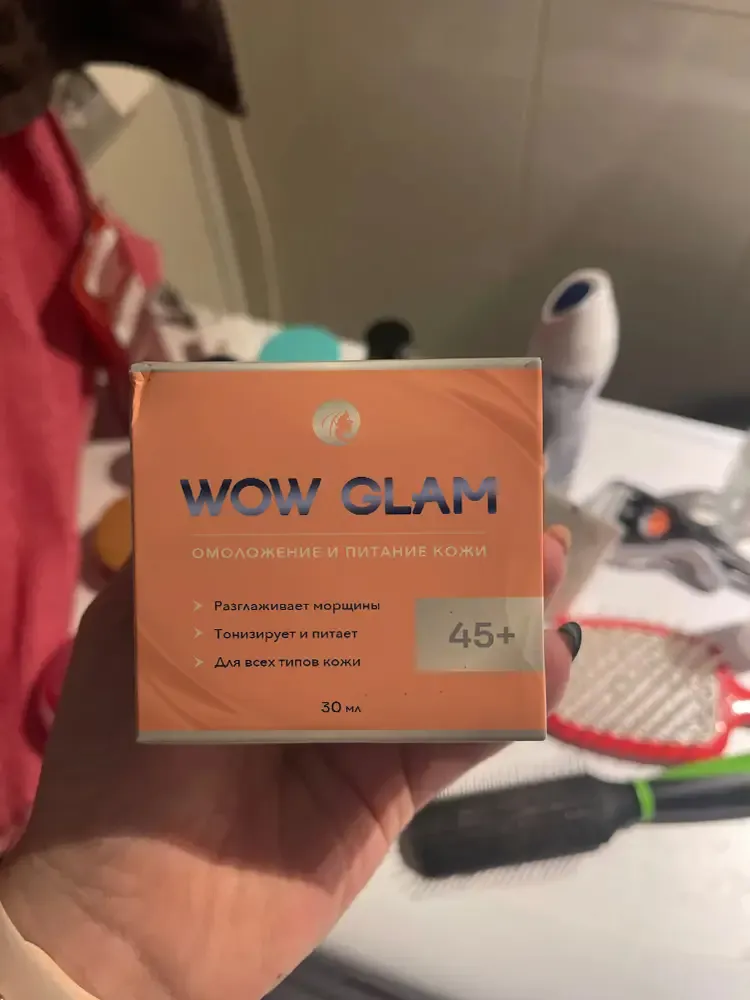 WOW GLAM
ОМОЛОЖЕНИЕ И ПИТАНИЕ КОЖИ
Разглаживает морщины
Тонизирует и питает
Для всех типов кожи
45+
30 мл